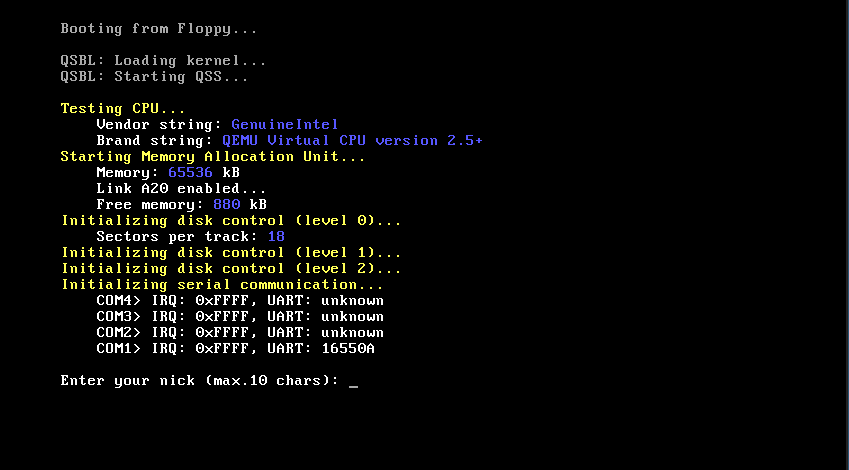 Booting from Floppy...
QSBL: Loading kernel...
QSBL: Starting QSS...
Testing CPU...
Vendor string: GenuineIntel
Brand string: QEMU Virtual CPU version 2.5+
Starting Memory Allocation Unit...
Memory: 65536 kB
Link A20 enabled...
Free memory: 880 kB
Initializing disk control (level 0)...
Sectors per track: 18
Initializing disk control (level 1)...
Initializing disk control (level 2)...
Initializing serial communication...
COM4> IRQ: 0xFFFF, UART: unknown
COM3> IRQ: 0xFFFF, UART: unknown
COM2> IRQ: 0xFFFF, UART: unknown
COM1> IRQ: 0xFFFF, UART: 16550A
Enter your nick (max.10 chars): _